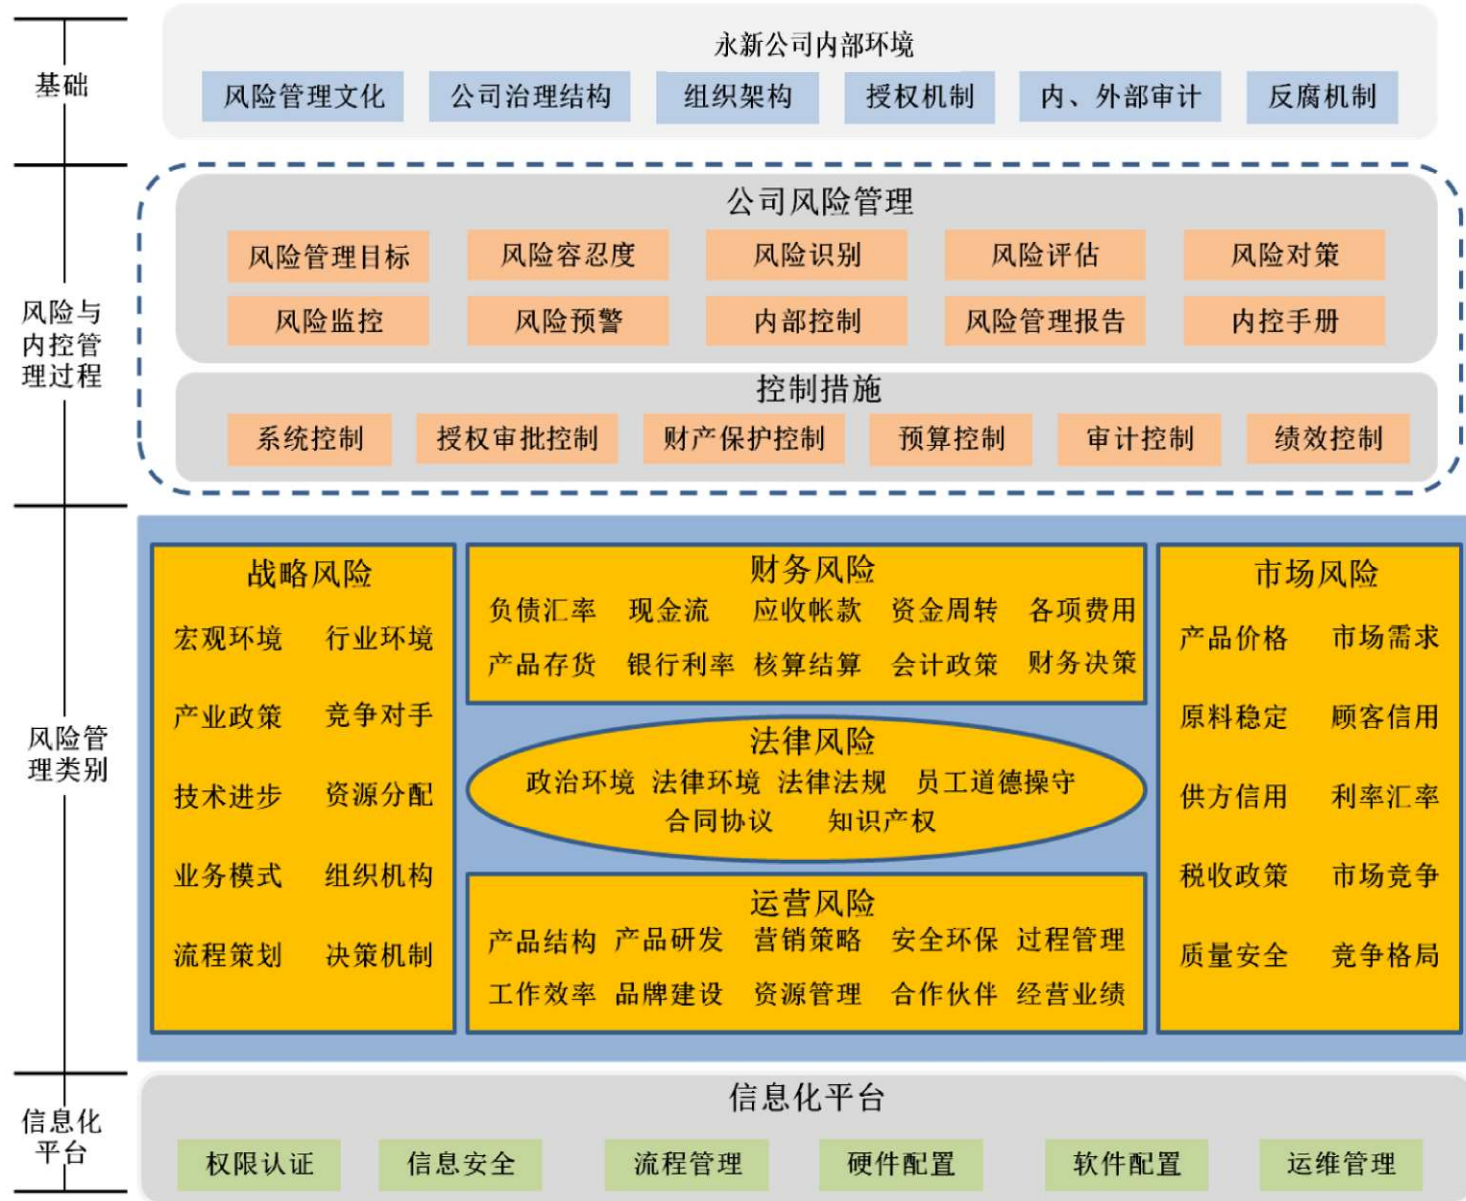 基础
永新公司内部环境
风险管理文化 公司治理结构 组织架构 授权机制 内、外部审计 反腐机制
风险与
内控管
理过程
公司风险管理
风险管理目标 风险容忍度 风险识别 风险评估 风险对策
风险监控 风险预警 内部控制 风险管理报告 内控手册
控制措施
系统控制 授权审批控制 财产保护控制 预算控制 审计控制 绩效控制
风险管
理类别
战略风险
宏观环境 行业环境
产业政策 竞争对手
技术进步 资源分配
业务模式 组织机构
流程策划 决策机制
财务风险
负债汇率 现金流 应收帐款 资金周转 各项费用
产品存货 银行利率 核算结算 会计政策 财务决策
法律风险
政治环境 法律环境 法律法规 员工道德操守
合同协议 知识产权
运营风险
产品结构 产品研发 营销策略 安全环保 过程管理
工作效率 品牌建设 资源管理 合作伙伴 经营业绩
市场风险
产品价格 市场需求
原料稳定 顾客信用
供方信用 利率汇率
税收政策 市场竞争
质量安全 竞争格局
信息化
平台
信息化平台
权限认证 信息安全 流程管理 硬件配置 软件配置 运维管理